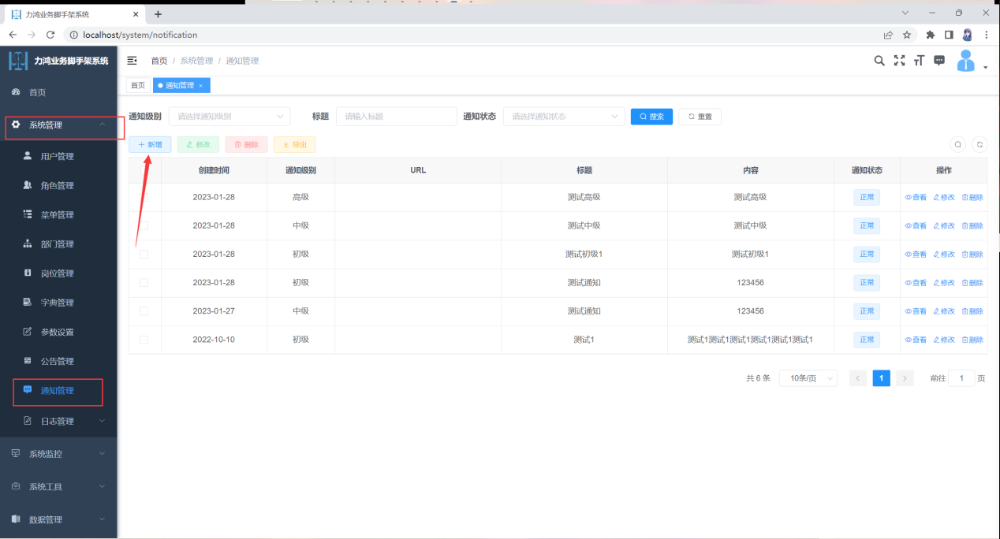 力鸿业务脚手架系统
localhost/system/notification
力鸿业务脚手架系统
首页 / 系统管理 / 通知管理
首页
通知管理 ×
首页
系统管理
用户管理
角色管理
菜单管理
部门管理
岗位管理
字典管理
参数设置
公告管理
通知管理
日志管理
系统监控
系统工具
数据管理
通知级别 请选择通知级别 标题 请输入标题 通知状态 请选择通知状态 搜索 重置
+ 新增 修改 删除 导出
创建时间 通知级别 URL 标题 内容 通知状态 操作
2023-01-28 高级 测试高级 测试高级 正常 查看 修改 删除
2023-01-28 中级 测试中级 测试中级 正常 查看 修改 删除
2023-01-28 初级 测试初级1 测试初级1 正常 查看 修改 删除
2023-01-28 初级 测试通知 123456 正常 查看 修改 删除
2023-01-27 中级 测试通知 123456 正常 查看 修改 删除
2022-10-10 初级 测试1 测试1测试1测试1测试1测试1测试1 正常 查看 修改 删除
共 6 条 10条/页 1 前往 1 页